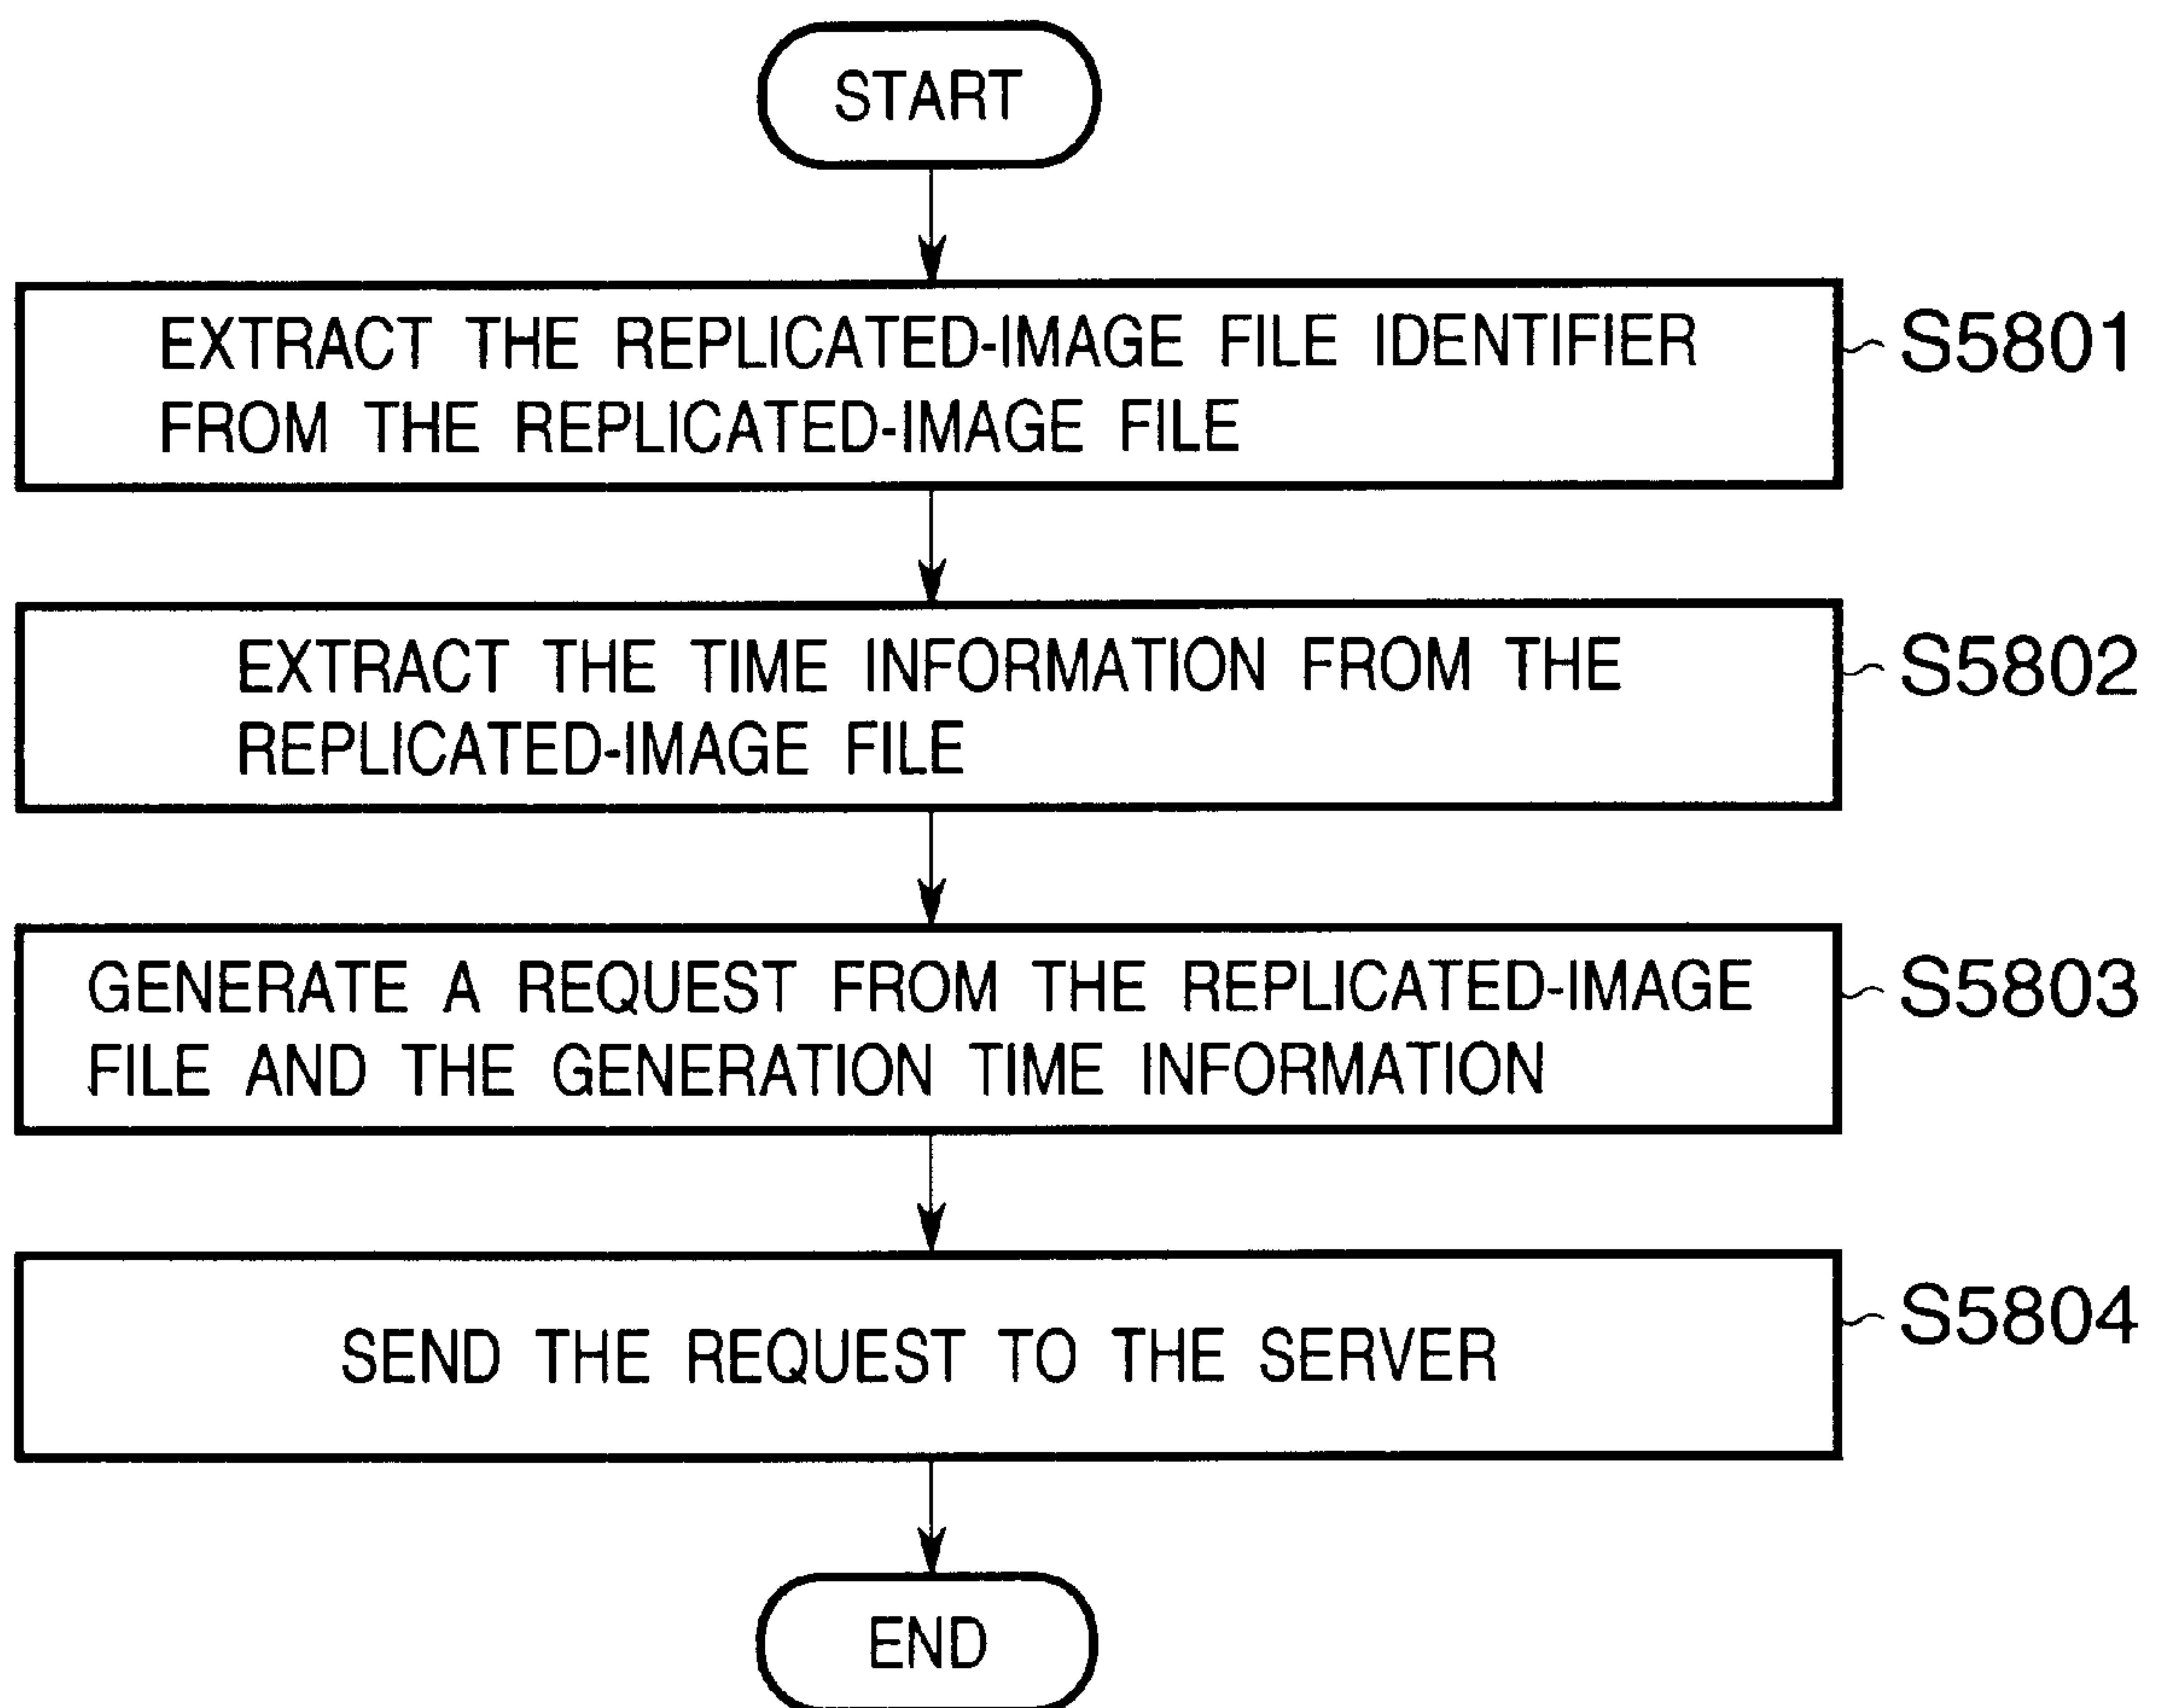 START
EXTRACT THE REPLICATED-IMAGE FILE IDENTIFIER
FROM THE REPLICATED-IMAGE FILE
S5801
EXTRACT THE TIME INFORMATION FROM THE
REPLICATED-IMAGE FILE
S5802
GENERATE A REQUEST FROM THE REPLICATED-IMAGE
FILE AND THE GENERATION TIME INFORMATION
S5803
SEND THE REQUEST TO THE SERVER
S5804
END